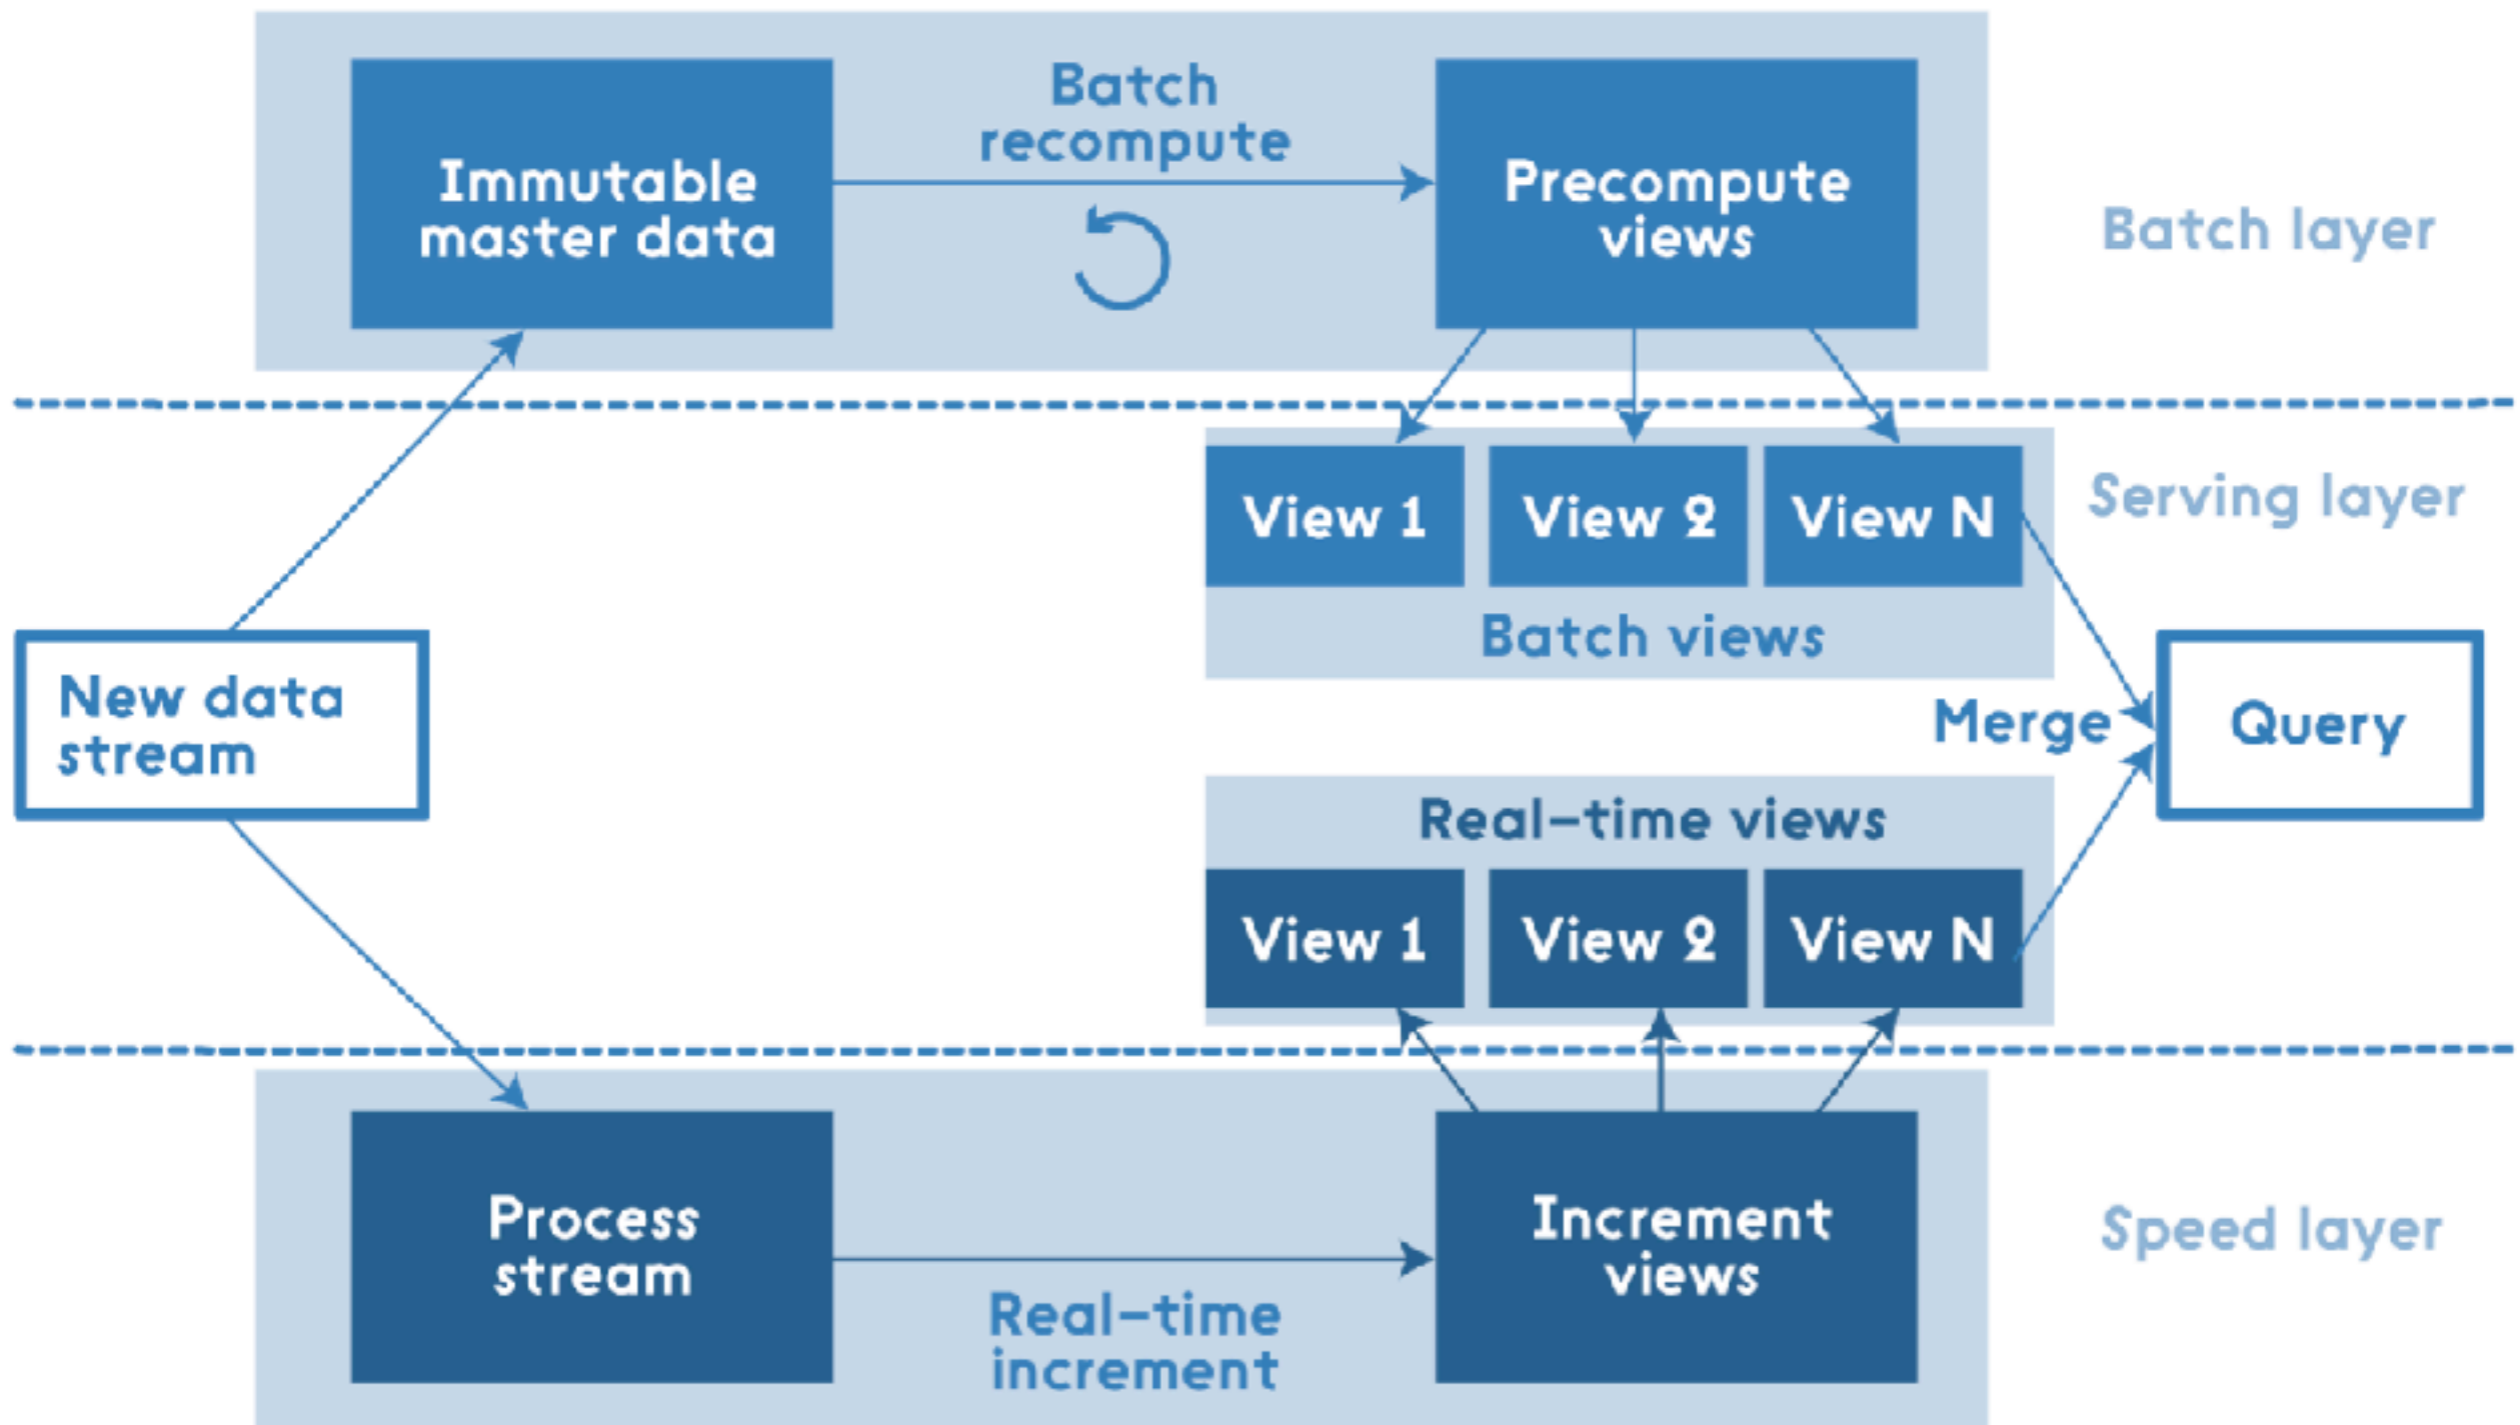 Batch
recompute
Immutable
master data
Precompute
views
Batch layer
View 1
View 2
View N
Serving layer
Batch views
New data
stream
Merge
Query
Real-time views
View 1
View 2
View N
Process
stream
Increment
views
Speed layer
Real-time
increment